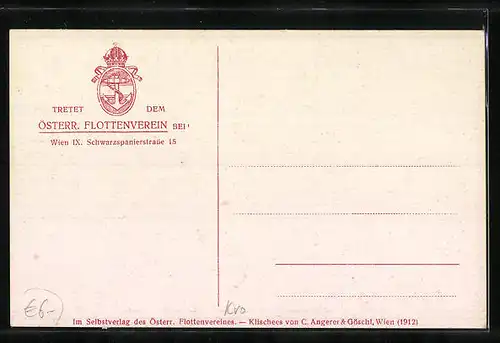 TRETET DEM
ÖSTERR. FLOTTENVEREIN BEI!
Wien IX. Schwarzspanierstraße 15
€6.-
Im Selbstverlag des Österr. Flottenvereines. — Klischees von C. Angerer & Göschl, Wien (1912)